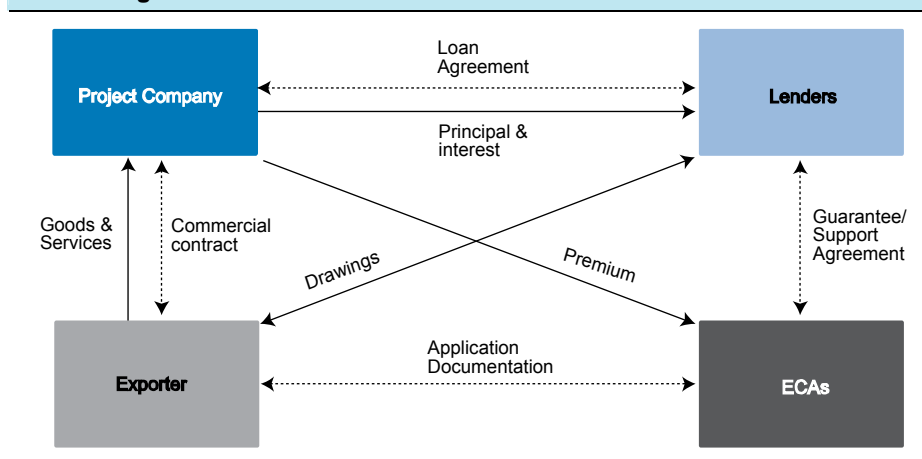 Loan
Agreement
Project Company
Lenders
Principal &
interest
Goods &
Services
Commercial
contract
Guarantee/
Support
Agreement
Drawings
Premium
Application
Documentation
Exporter
ECAs